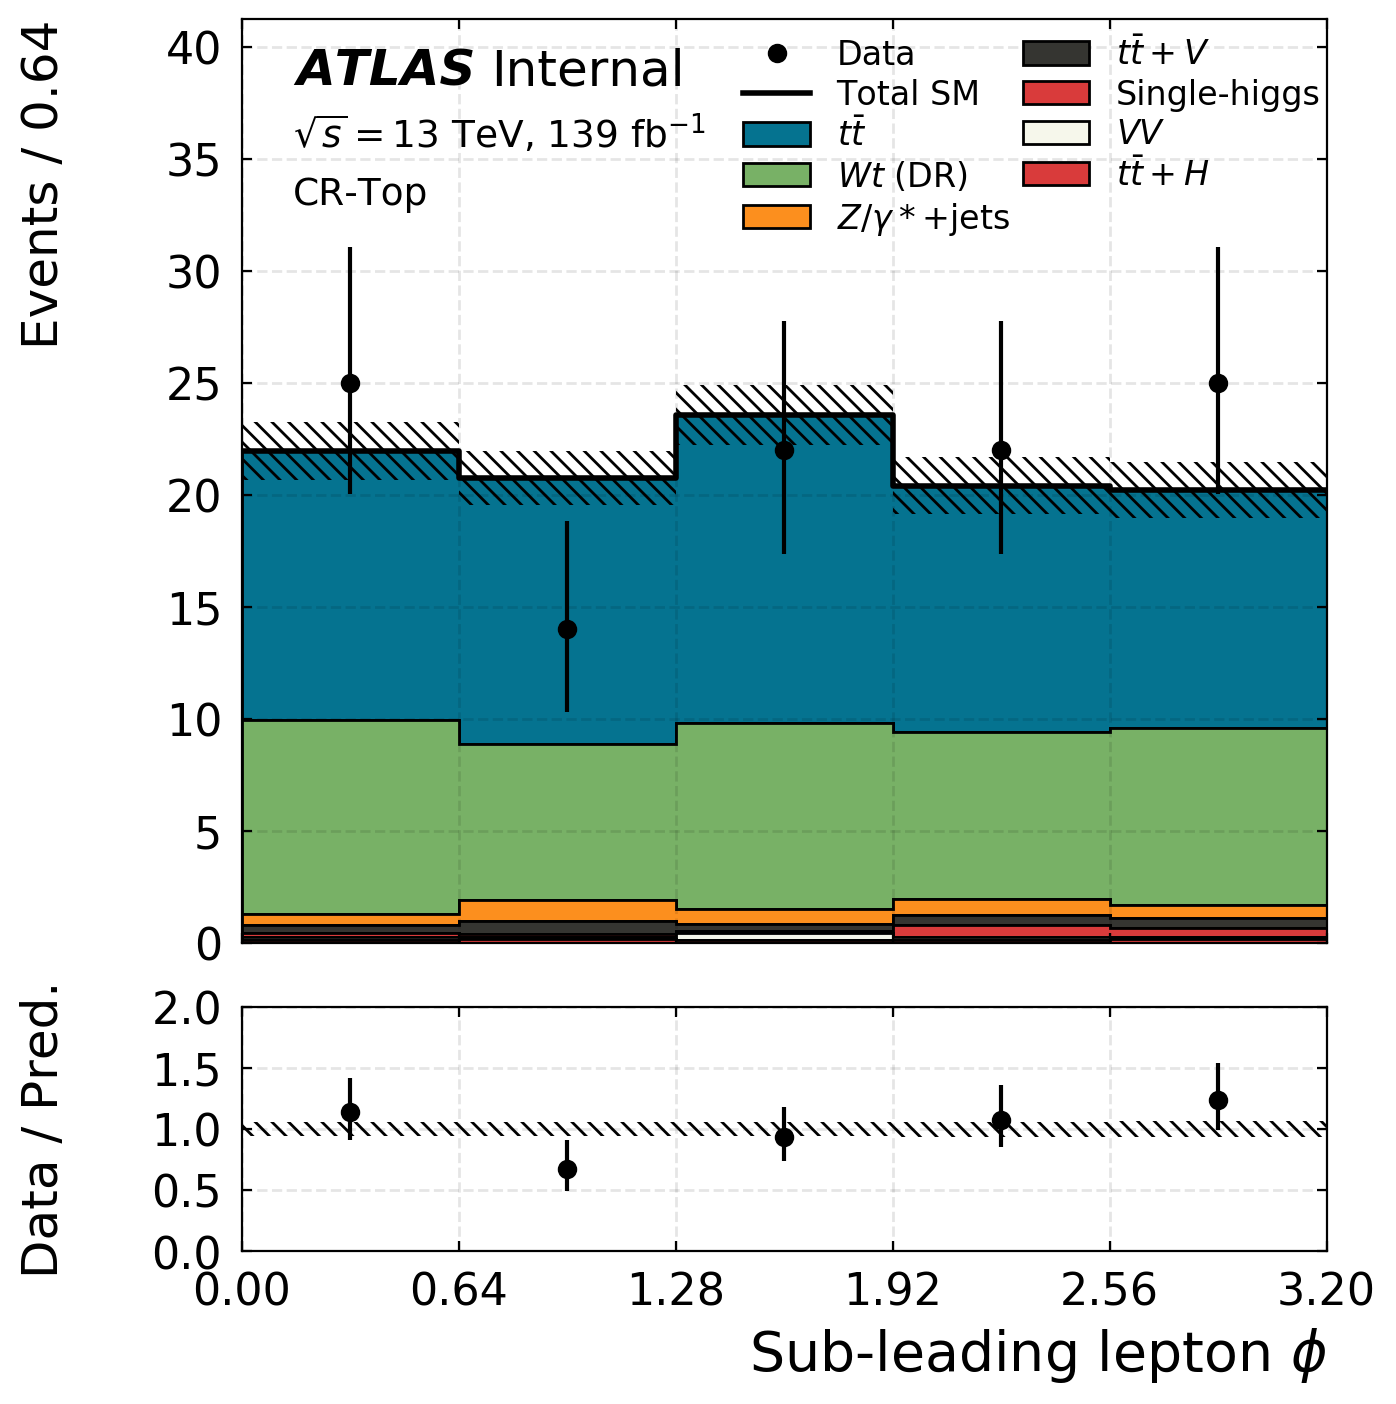 Events / 0.64
40
35
30
25
20
15
10
5
0
ATLAS Internal
√s = 13 TeV, 139 fb⁻¹
CR-Top
Data
Total SM
tt̄
Wt (DR)
Z/γ*+jets
tt̄ + V
Single-higgs
VV
tt̄ + H
Data / Pred.
2.0
1.5
1.0
0.5
0.0
0.00 0.64 1.28 1.92 2.56 3.20
Sub-leading lepton ϕ